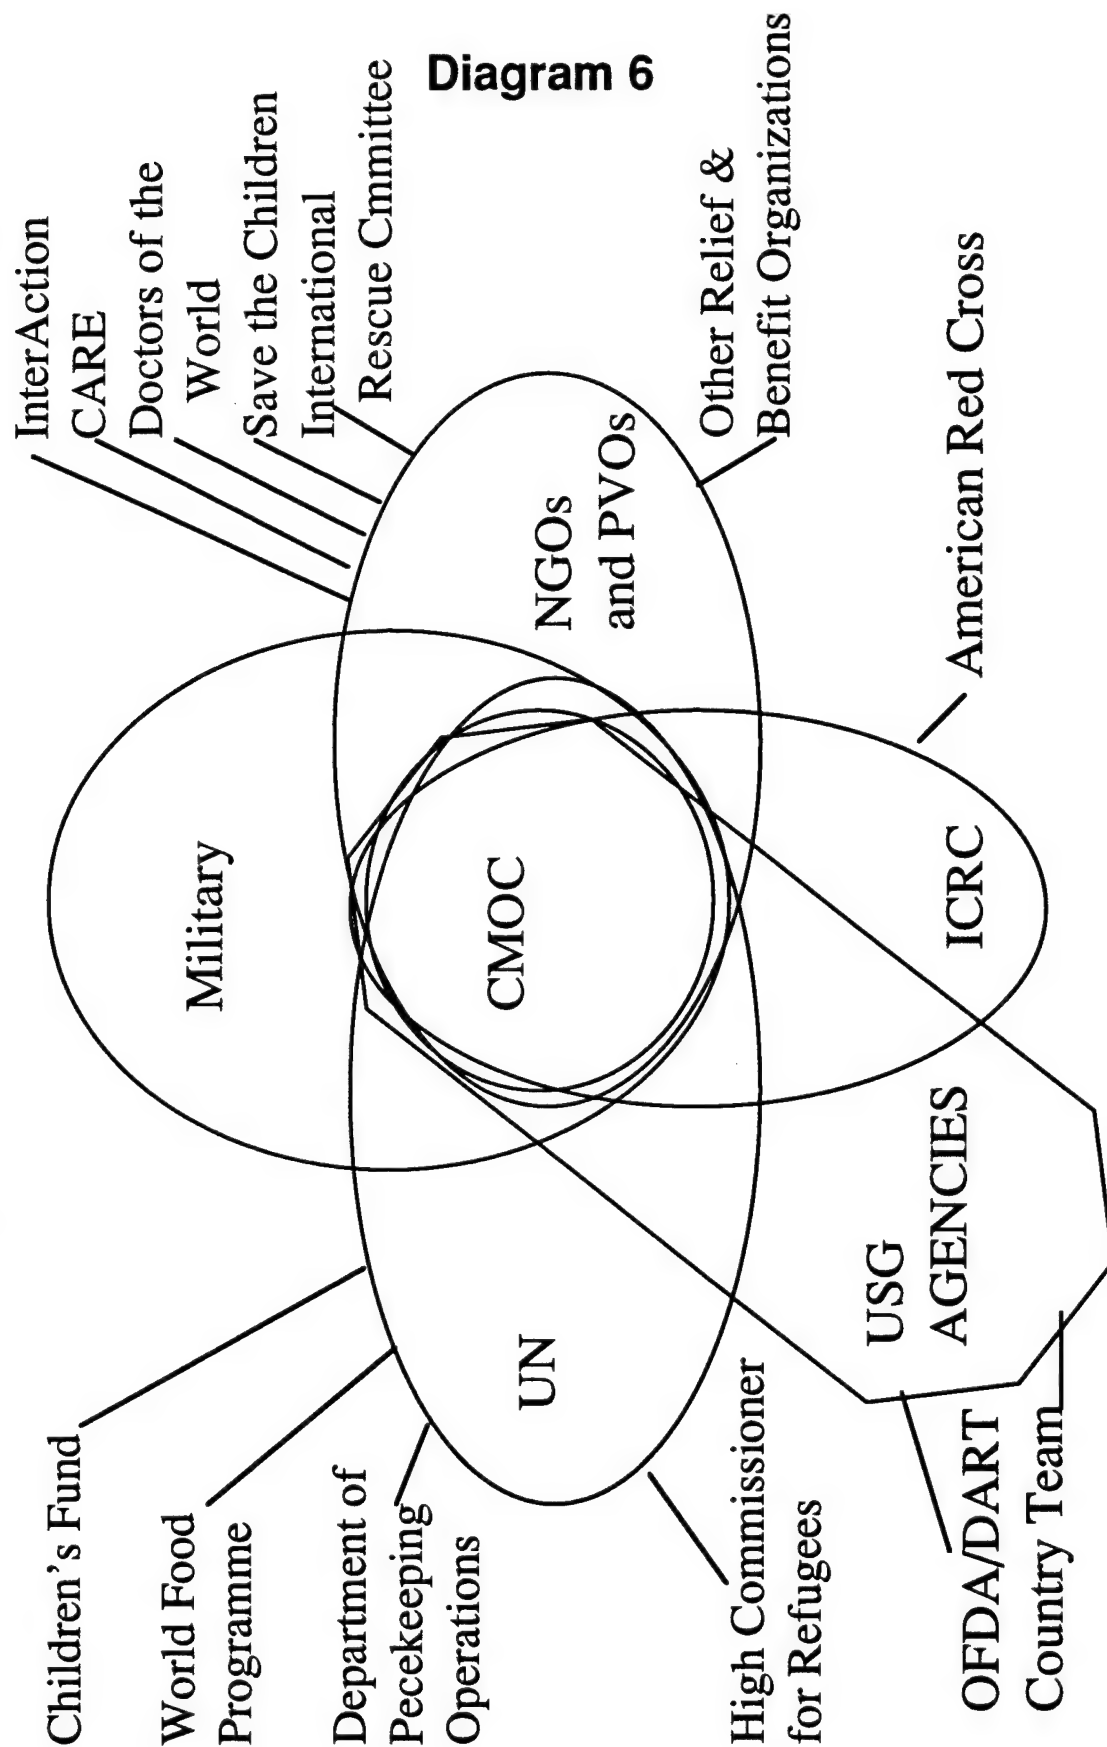 Diagram 6
Children's Fund
World Food
Programme
Department of
Pecekeeping
Operations
High Commissioner
for Refugees
OFDA/DART
Country Team
UN
USG
AGENCIES
Military
CMOC
ICRC
NGOs
and PVOs
InterAction
CARE
Doctors of the
World
Save the Children
International
Rescue Cmmittee
Other Relief &
Benefit Organizations
American Red Cross